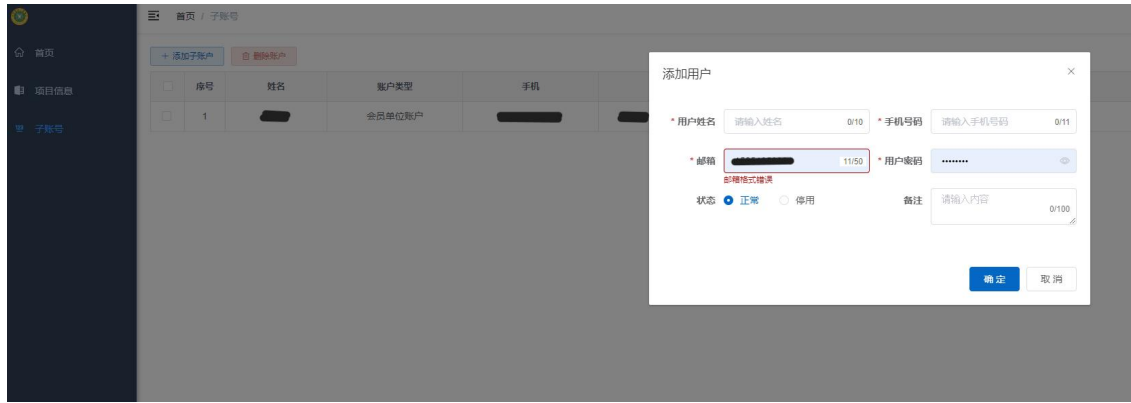 首页 / 子账号
首页
项目信息
子账号
+ 添加子账户
删除账户
序号 姓名 账户类型 手机
1 会员单位账户
添加用户
* 用户姓名 请输入姓名 0/10 * 手机号码 请输入手机号码 0/11
* 邮箱 11/50 * 用户密码 ••••••••
邮箱格式错误
状态 正常 停用 备注 请输入内容 0/100
确定 取消